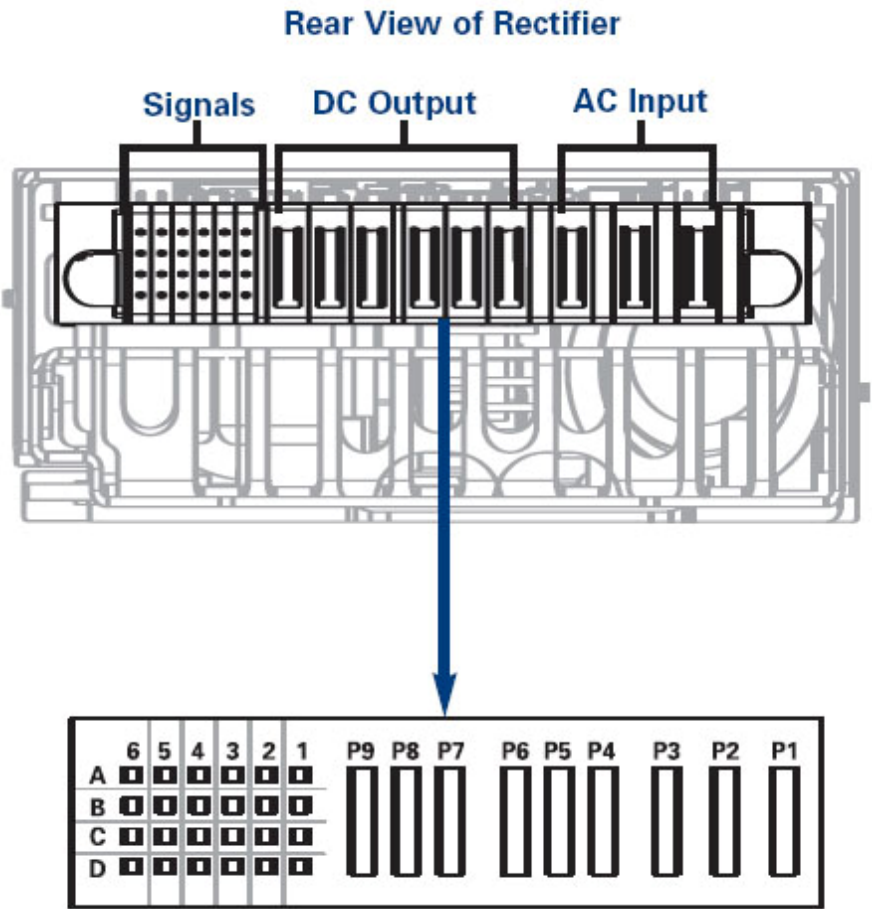 Rear View of Rectifier
Signals DC Output AC Input
6 5 4 3 2 1 P9 P8 P7 P6 P5 P4 P3 P2 P1
A
B
C
D